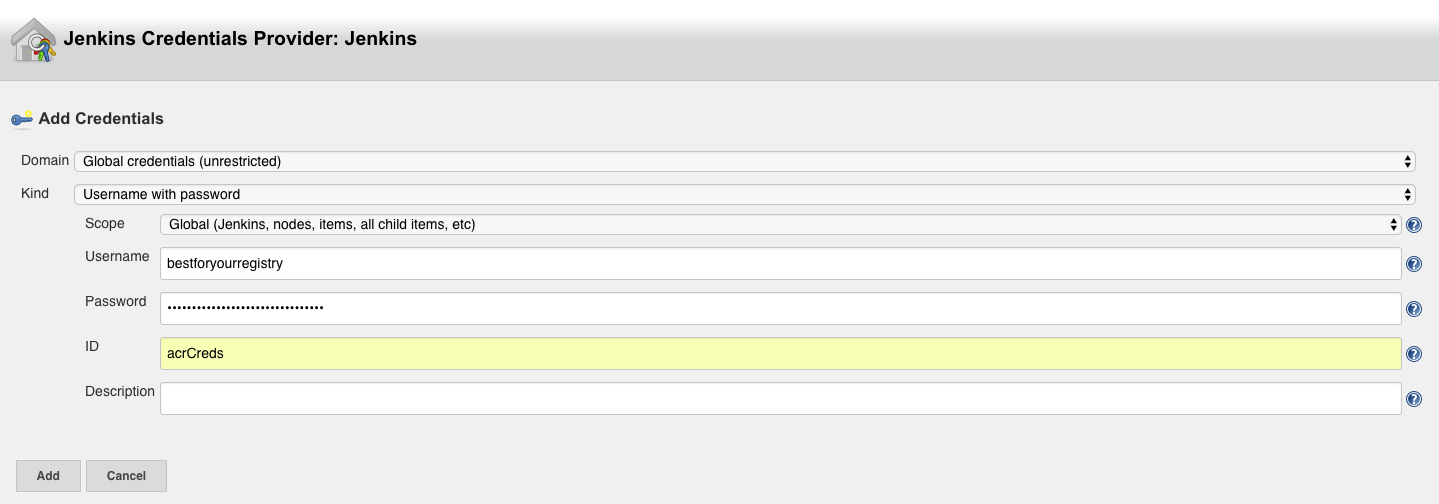 Jenkins Credentials Provider: Jenkins
Add Credentials
Domain Global credentials (unrestricted)
Kind Username with password
Scope Global (Jenkins, nodes, items, all child items, etc)
Username bestforyourregistry
Password ••••••••••••••••••••••••••••••••
ID acrCreds
Description
Add Cancel